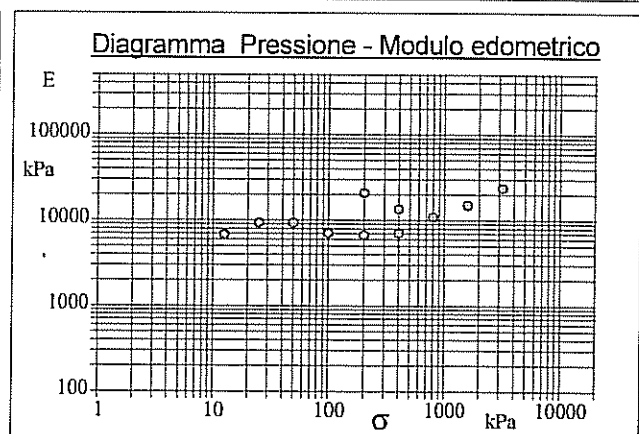 Diagramma Pressione - Modulo edometrico
E
100000
kPa
10000
1000
100
1 10 100 σ 1000 kPa 10000